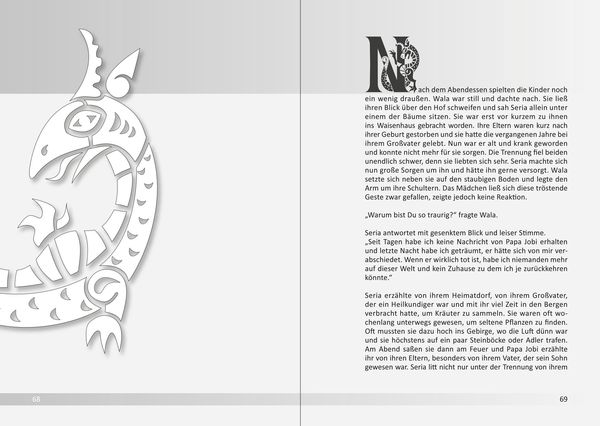 Nach dem Abendessen spielten die Kinder noch
ein wenig draußen. Wala war still und dachte nach. Sie ließ
ihren Blick über den Hof schweifen und sah Seria allein unter
einem der Bäume sitzen. Sie war erst vor kurzem zu ihnen
ins Waisenhaus gebracht worden. Ihre Eltern waren kurz nach
ihrer Geburt gestorben und sie hatte die vergangenen Jahre bei
ihrem Großvater gelebt. Nun war er alt und krank geworden
und konnte nicht mehr für sie sorgen. Die Trennung fiel beiden
unendlich schwer, denn sie liebten sich sehr. Seria machte sich
nun große Sorgen um ihn und hätte ihn gerne versorgt. Wala
setzte sich neben sie auf den staubigen Boden und legte den
Arm um ihre Schultern. Das Mädchen ließ sich diese tröstende
Geste zwar gefallen, zeigte jedoch keine Reaktion.
„Warum bist Du so traurig?“ fragte Wala.
Seria antwortet mit gesenktem Blick und leiser Stimme.
„Seit Tagen habe ich keine Nachricht von Papa Jobi erhalten
und letzte Nacht habe ich geträumt, er hätte sich von mir ver-
abschiedet. Wenn er wirklich tot ist, habe ich niemanden mehr
auf dieser Welt und kein Zuhause zu dem ich je zurückkehren
könnte.“
Seria erzählte von ihrem Heimatdorf, von ihrem Großvater,
der ein Heilkundiger war und mit ihr viel Zeit in den Bergen
verbracht hatte, um Kräuter zu sammeln. Sie waren oft wo-
chenlang unterwegs gewesen, um seltene Pflanzen zu finden.
Oft mussten sie dazu hoch ins Gebirge, wo die Luft dünn war
und sie höchstens auf ein paar Steinböcke oder Adler trafen.
Am Abend saßen sie dann am Feuer und Papa Jobi erzählte
ihr von ihren Eltern, besonders von ihrem Vater, der sein Sohn
gewesen war. Seria litt nicht nur unter der Trennung von ihrem
68
69